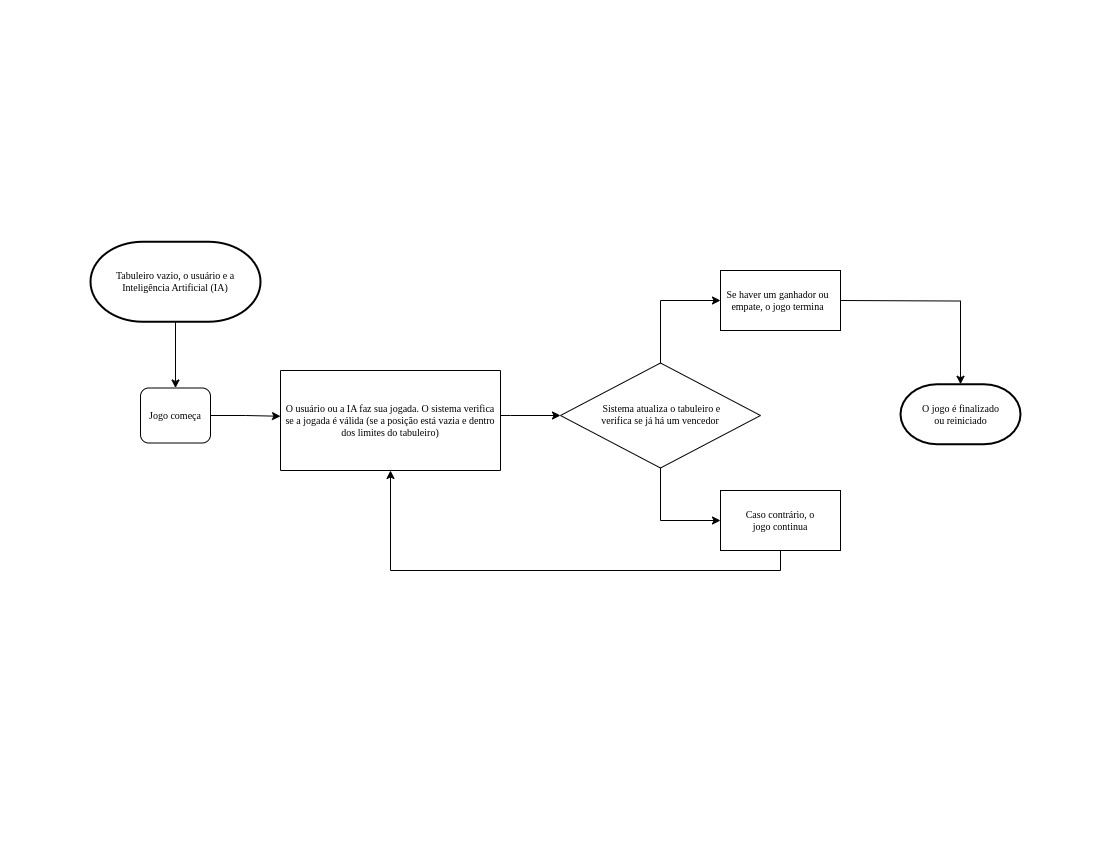 Tabuleiro vazio, o usuário e a
Inteligência Artificial (IA)
Jogo começa
O usuário ou a IA faz sua jogada. O sistema verifica
se a jogada é válida (se a posição está vazia e dentro
dos limites do tabuleiro)
Sistema atualiza o tabuleiro e
verifica se já há um vencedor
Se haver um ganhador ou
empate, o jogo termina
Caso contrário, o
jogo continua
O jogo é finalizado
ou reiniciado